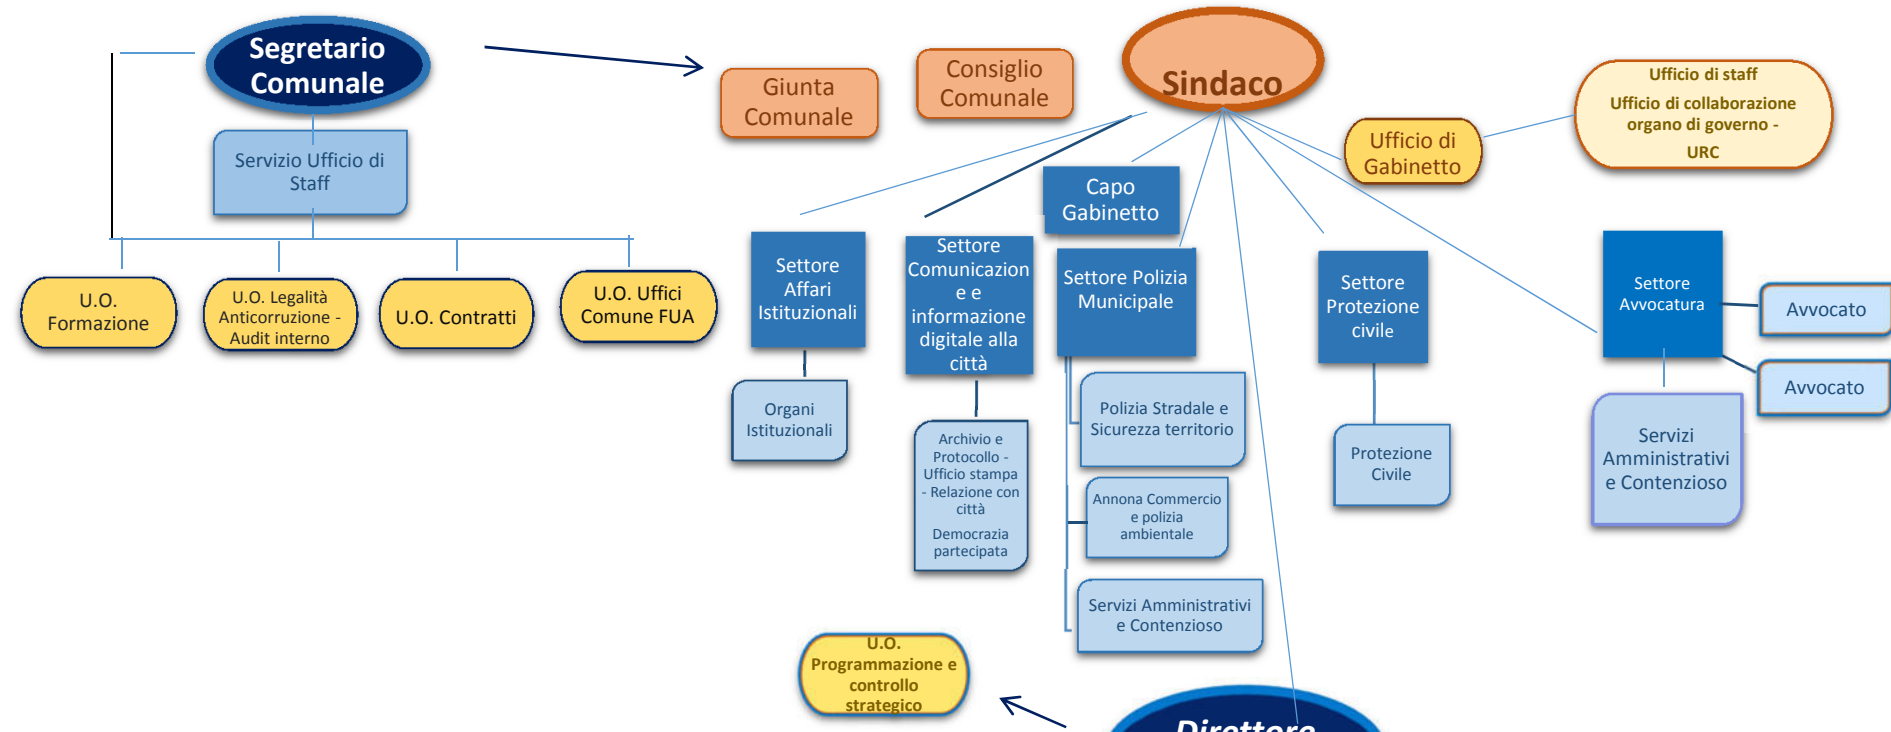 Segretario
Comunale
Servizio Ufficio di
Staff
U.O.
Formazione
U.O. Legalità
Anticorruzione -
Audit interno
U.O. Contratti
U.O. Uffici
Comune FUA
Giunta
Comunale
Consiglio
Comunale
Sindaco
Ufficio di
Gabinetto
Ufficio di staff
Ufficio di collaborazione
organo di governo -
URC
Capo
Gabinetto
Settore
Affari
Istituzionali
Organi
Istituzionali
Settore
Comunicazion
e e
informazione
digitale alla
città
Archivio e
Protocollo -
Ufficio stampa
- Relazione con
città
Democrazia
partecipata
Settore Polizia
Municipale
Polizia Stradale e
Sicurezza territorio
Annona Commercio
e polizia
ambientale
Servizi Amministrativi
e Contenzioso
Settore
Protezione
civile
Protezione
Civile
Settore
Avvocatura
Avvocato
Avvocato
Servizi
Amministrativi
e Contenzioso
U.O.
Programmazione e
controllo
strategico
Direttore